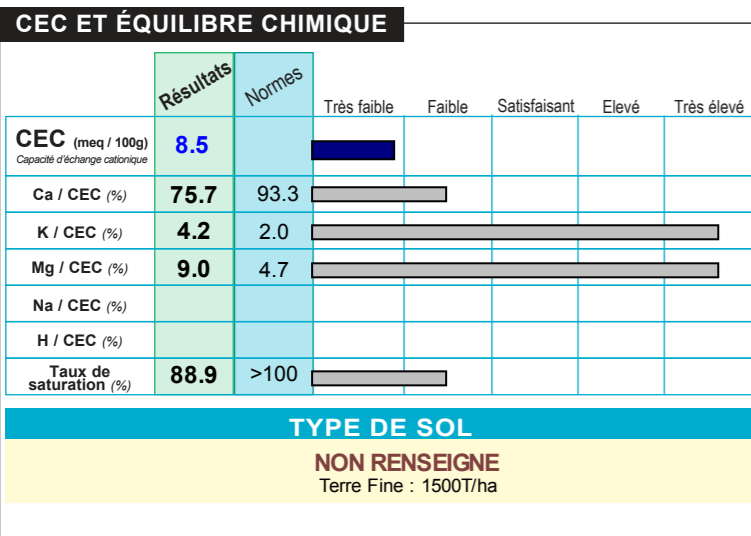 CEC ET ÉQUILIBRE CHIMIQUE
Résultats Normes Très faible Faible Satisfaisant Elevé Très élevé
CEC (meq / 100g) 8.5
Capacité d'échange cationique
Ca / CEC (%) 75.7 93.3
K / CEC (%) 4.2 2.0
Mg / CEC (%) 9.0 4.7
Na / CEC (%)
H / CEC (%)
Taux de
saturation (%) 88.9 >100
TYPE DE SOL
NON RENSEIGNE
Terre Fine : 1500T/ha